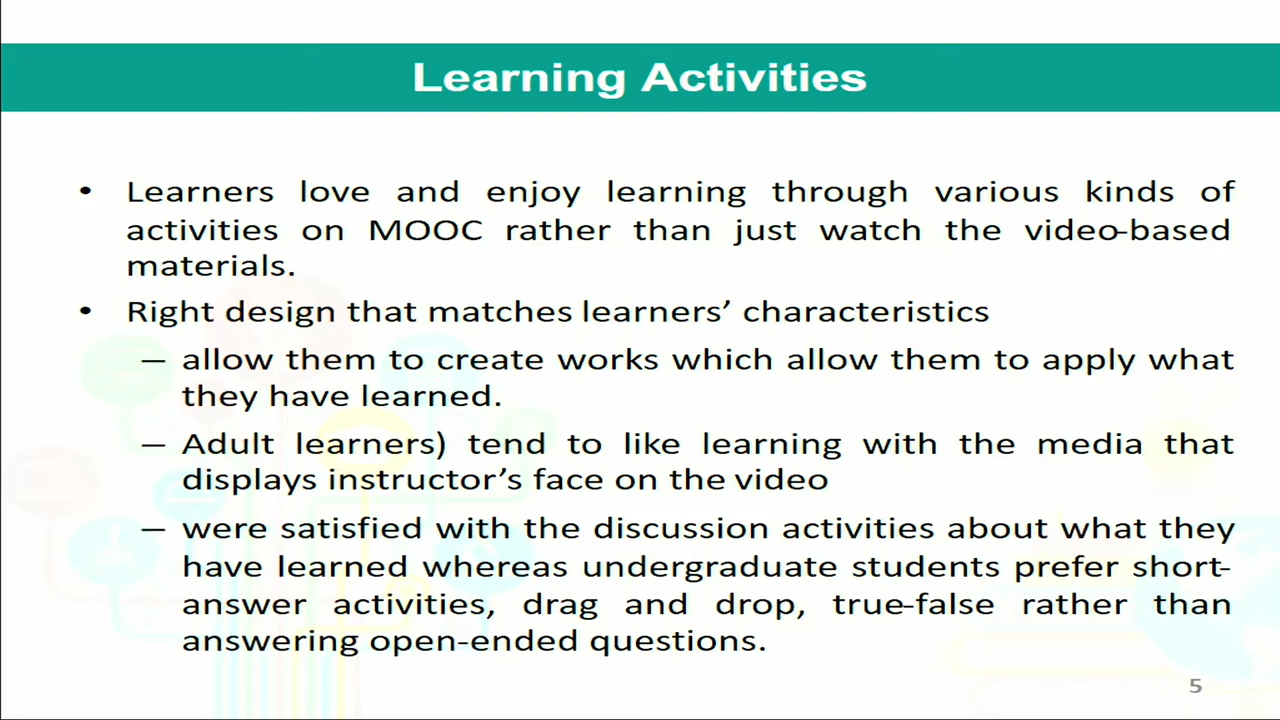 Learning Activities
• Learners love and enjoy learning through various kinds of
activities on MOOC rather than just watch the video-based
materials.
• Right design that matches learners’ characteristics
– allow them to create works which allow them to apply what
they have learned.
– Adult learners) tend to like learning with the media that
displays instructor’s face on the video
– were satisfied with the discussion activities about what they
have learned whereas undergraduate students prefer short-
answer activities, drag and drop, true-false rather than
answering open-ended questions.
5